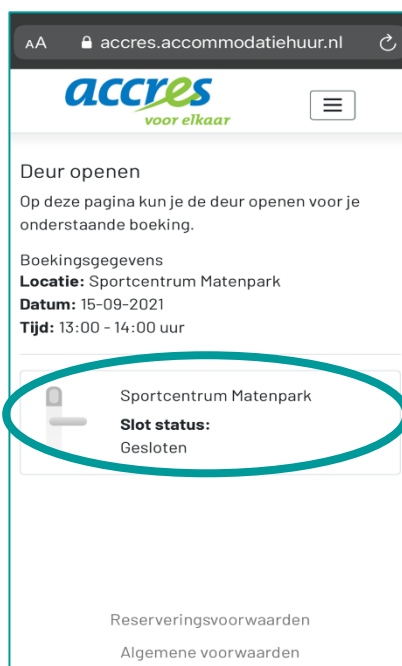 AA accres.accommodatiehuur.nl
accres
voor elkaar
Deur openen
Op deze pagina kun je de deur openen voor je
onderstaande boeking.
Boekingsgegevens
Locatie: Sportcentrum Matenpark
Datum: 15-09-2021
Tijd: 13:00 - 14:00 uur
Sportcentrum Matenpark
Slot status:
Gesloten
Reserveringsvoorwaarden
Algemene voorwaarden